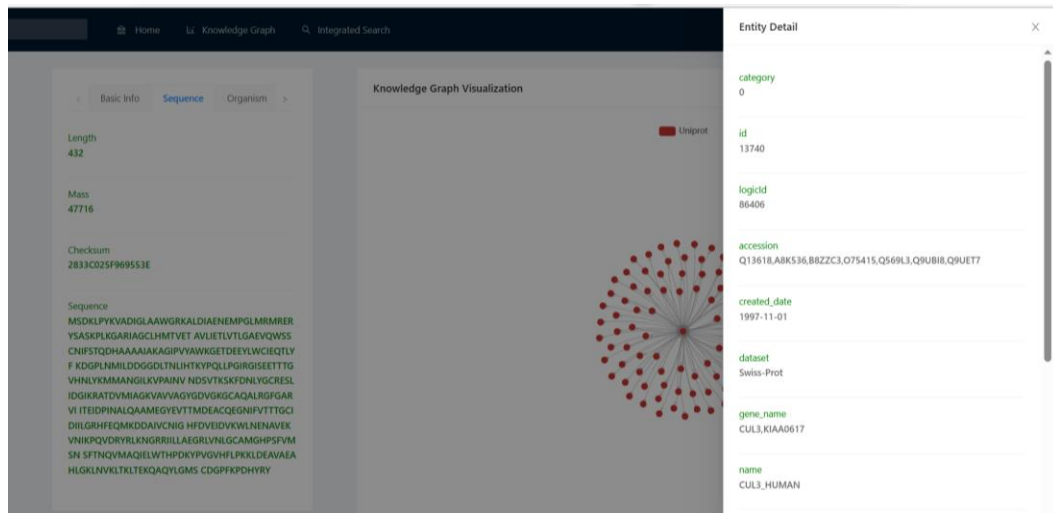 Home Knowledge Graph Integrated Search
Basic Info Sequence Organism
Length
432
Mass
47716
Checksum
2833C025F969553E
Sequence
MSDKLPYKVADIGLAAWGRKALDIAENEMPGLMRMRER
YSASKPLKGARIAGCLHMTVET AVLIETLVTLGAEVQWSS
CNIFSTQDHAAAAIAKAGIPVYAWKGETDEEYLWCIEQTLY
F KDGPLNMILDDGGDLTNLIHTKYPQLLPGIRGISEETTTG
VHNLYKMMANGILKVPAINV NDSVTKSKFDNLYGCRESL
IDGIKRATDVMIAGKVAVVAGYGDVGKGCAQALRGFGAR
VI ITEIDPINALQAAMEGYEVTTMDEACQEGNIFVTTTGCI
DIILGRHFEQMKDDAIVCNIG HFDVEIDVKWLNENAVEK
VNIKPQVDRYRLKNGRRIILLAEGRLVNLGCAMGHPSFVM
SN SFTNQVMAQIELWTHPDKYPVGVHFLPKKLDEAVAEA
HLGKLNVKLTKLTEKQAQYLGMS CDGPFKPDHYRY
Knowledge Graph Visualization
Uniprot
Entity Detail
category
0
id
13740
logicId
86406
accession
Q13618,A8K536,B8ZZC3,O75415,Q569L3,Q9UBI8,Q9UET7
created_date
1997-11-01
dataset
Swiss-Prot
gene_name
CUL3,KIAA0617
name
CUL3_HUMAN